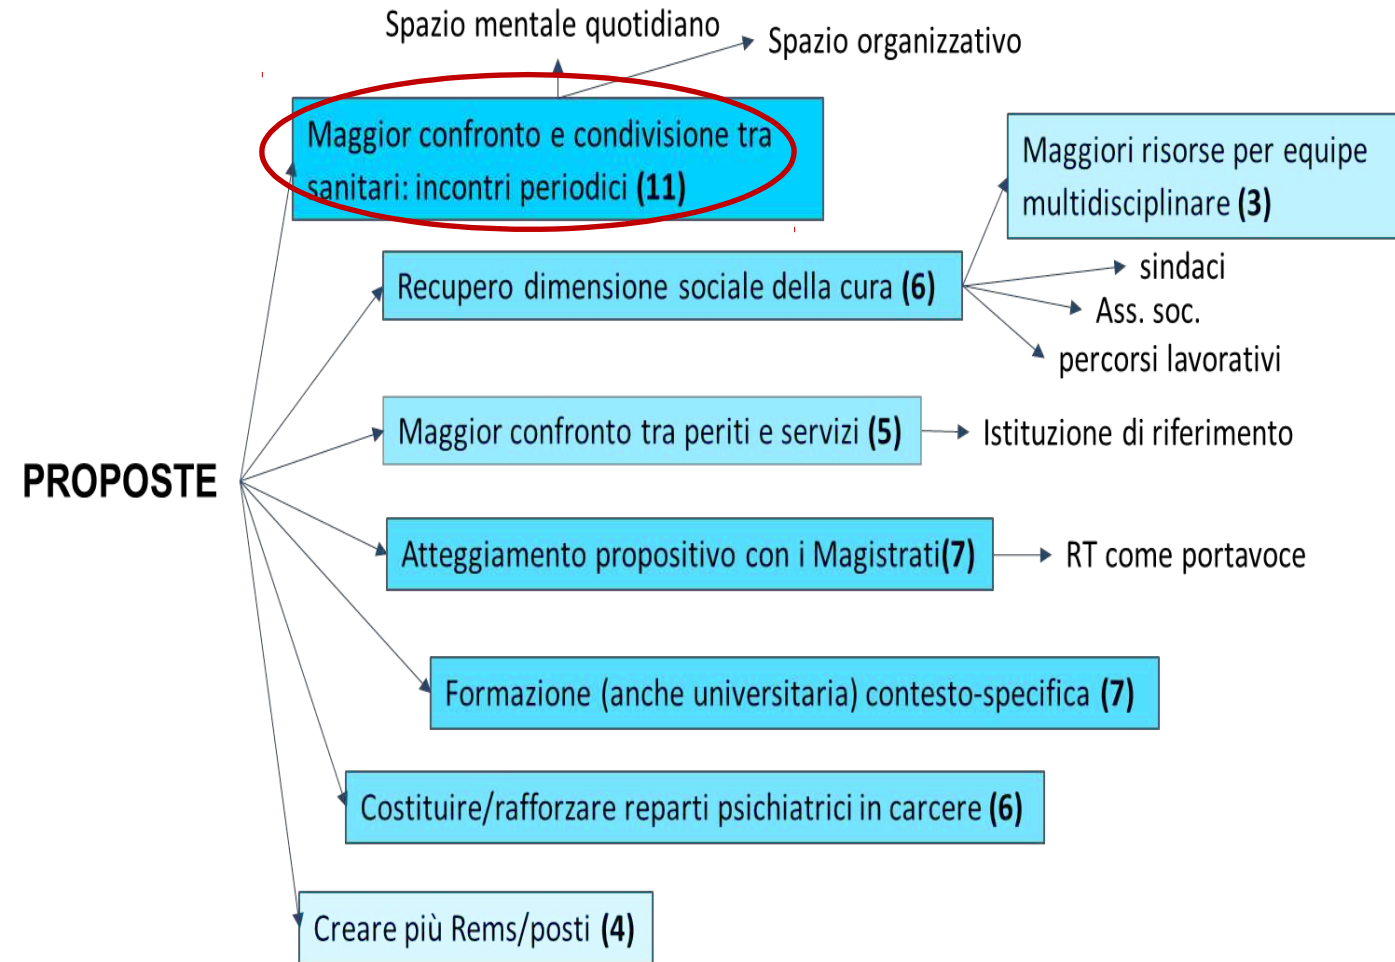 Spazio mentale quotidiano
Spazio organizzativo
Maggior confronto e condivisione tra
sanitari: incontri periodici (11)
Maggiori risorse per equipe
multidisciplinare (3)
Recupero dimensione sociale della cura (6)
sindaci
Ass. soc.
percorsi lavorativi
Maggior confronto tra periti e servizi (5)
Istituzione di riferimento
PROPOSTE
Atteggiamento propositivo con i Magistrati(7)
RT come portavoce
Formazione (anche universitaria) contesto-specifica (7)
Costituire/rafforzare reparti psichiatrici in carcere (6)
Creare più Rems/posti (4)